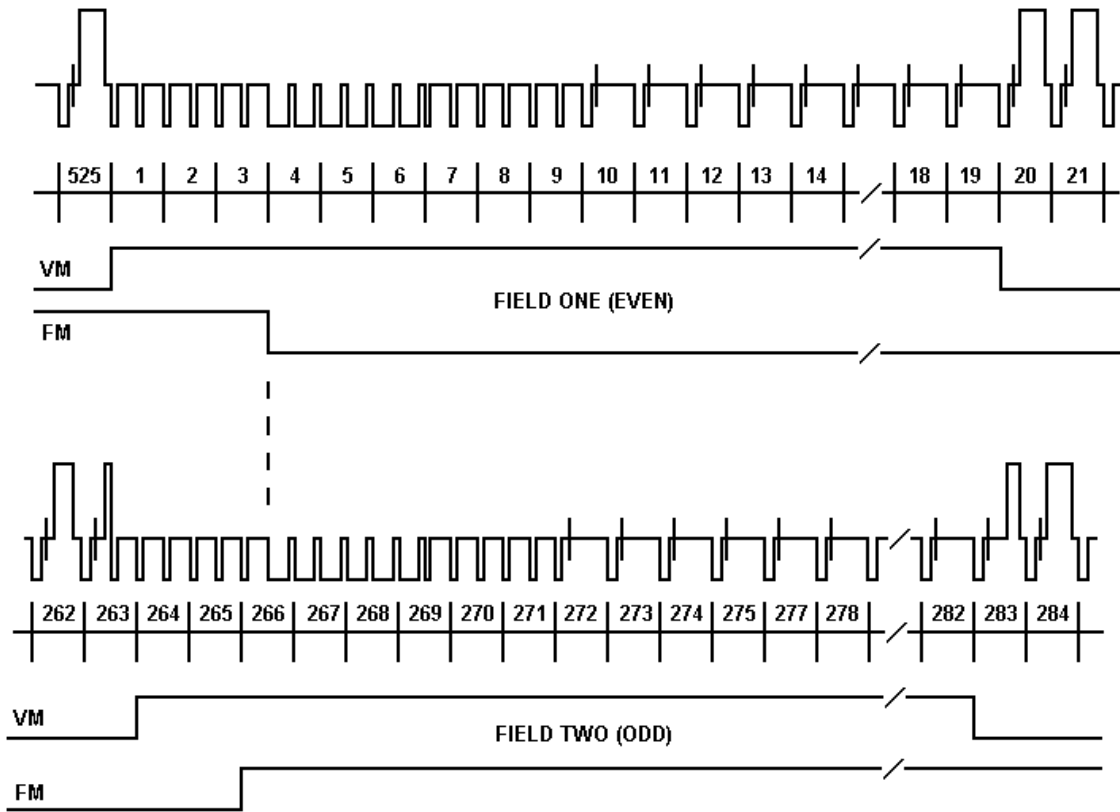 525 1 2 3 4 5 6 7 8 9 10 11 12 13 14 18 19 20 21
VM
FIELD ONE (EVEN)
FM
262 263 264 265 266 267 268 269 270 271 272 273 274 275 277 278 282 283 284
VM
FIELD TWO (ODD)
FM